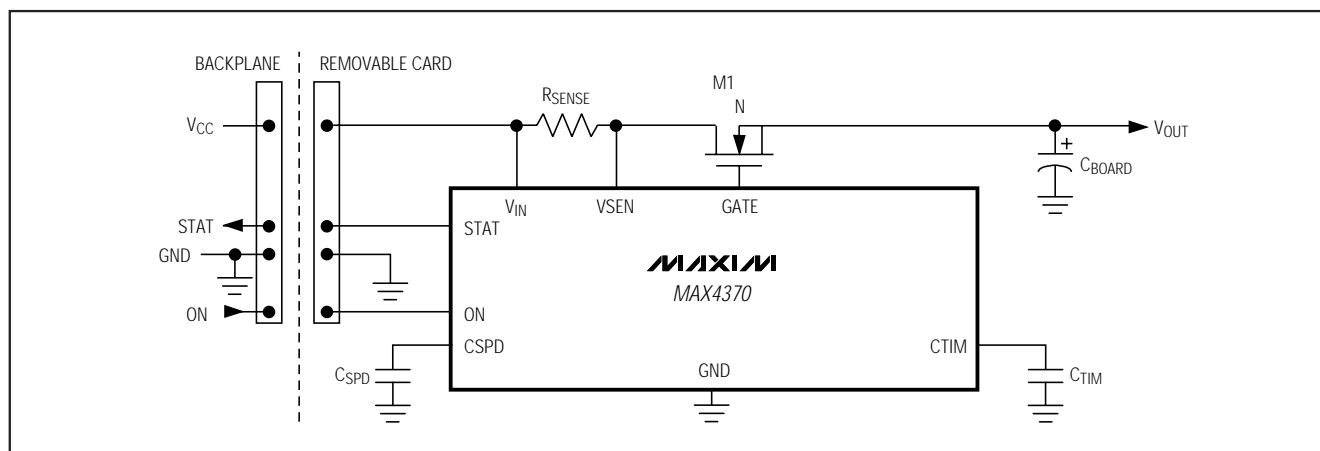 BACKPLANE
REMOVABLE CARD
M1
N
RSENSE
VCC
VOUT
+
CBOARD
VIN
VSEN
GATE
STAT
STAT
GND
MAXIM
MAX4370
ON
ON
CSPD
CTIM
CSPD
GND
CTIM